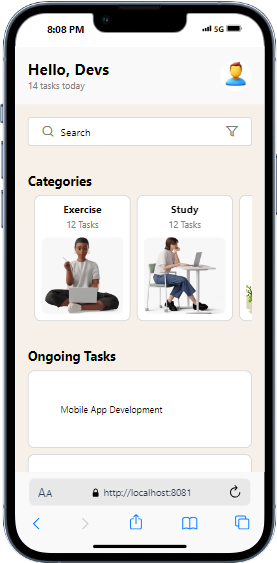 8:08 PM
5G
Hello, Devs
14 tasks today
Search
Categories
Exercise
Study
12 Tasks
12 Tasks
Ongoing Tasks
Mobile App Development
AA
http://localhost:8081